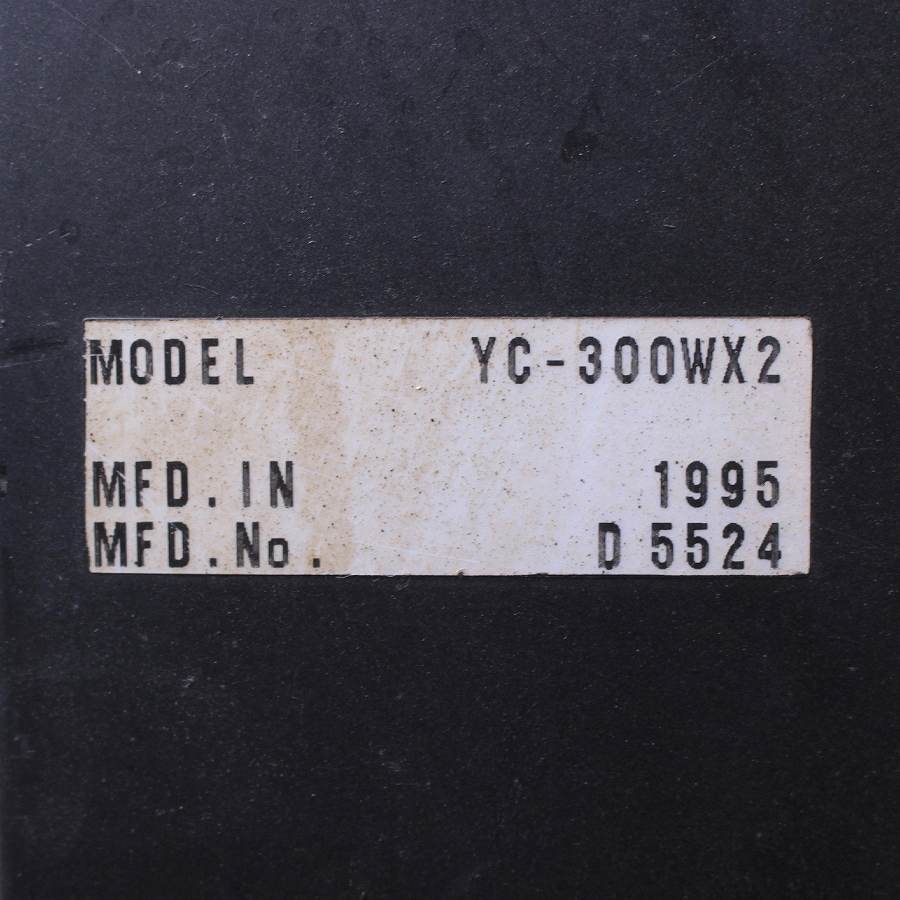 MODEL YC-300WX2
MFD.IN 1995
MFD.No. D 5524